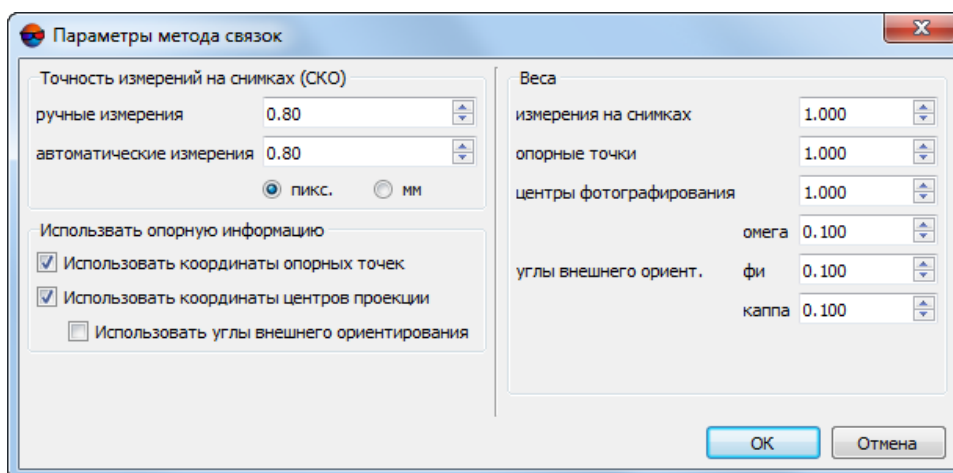 Параметры метода связок
Точность измерений на снимках (СКО)
ручные измерения 0.80
автоматические измерения 0.80
пикс. мм
Использвать опорную информацию
Использовать координаты опорных точек
Использовать координаты центров проекции
Использовать углы внешнего ориентирования
Веса
измерения на снимках 1.000
опорные точки 1.000
центры фотографирования 1.000
омега 0.100
углы внешнего ориент. фи 0.100
каппа 0.100
OK Отмена